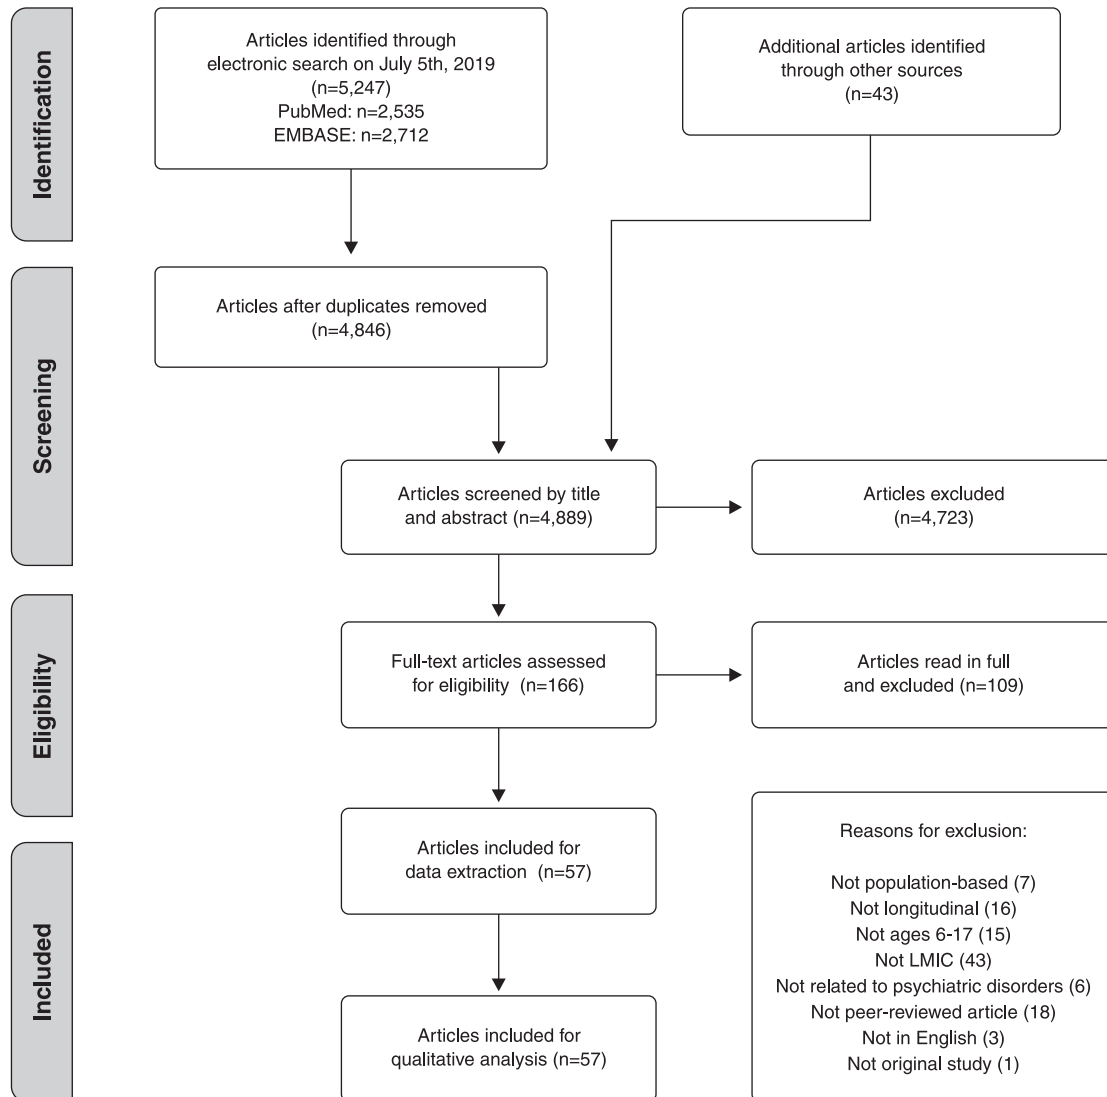 Identification
Articles identified through
electronic search on July 5th, 2019
(n=5,247)
PubMed: n=2,535
EMBASE: n=2,712
Additional articles identified
through other sources
(n=43)
Screening
Articles after duplicates removed
(n=4,846)
Articles screened by title
and abstract (n=4,889)
Articles excluded
(n=4,723)
Eligibility
Full-text articles assessed
for eligibility (n=166)
Articles read in full
and excluded (n=109)
Included
Articles included for
data extraction (n=57)
Articles included for
qualitative analysis (n=57)
Reasons for exclusion:
Not population-based (7)
Not longitudinal (16)
Not ages 6-17 (15)
Not LMIC (43)
Not related to psychiatric disorders (6)
Not peer-reviewed article (18)
Not in English (3)
Not original study (1)